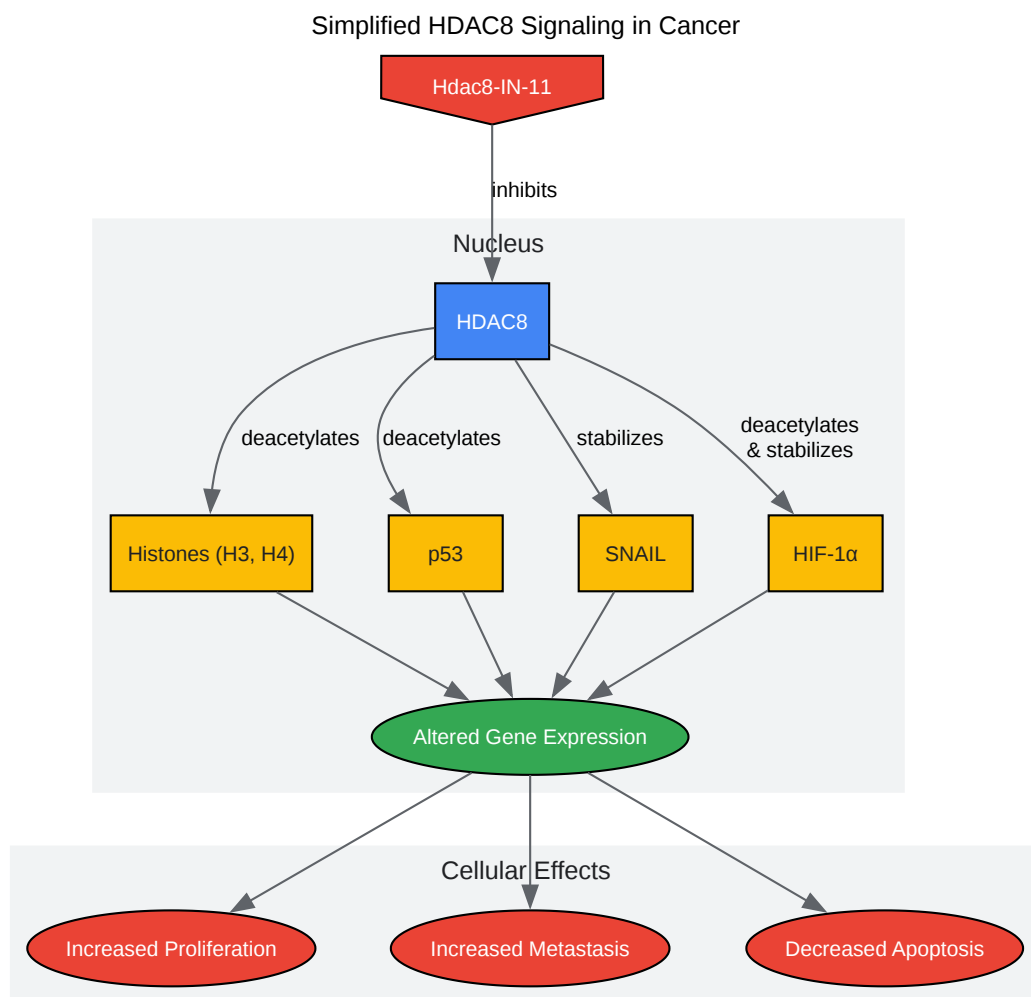 Simplified HDAC8 Signaling in Cancer
Hdac8-IN-11
inhibits
Nucleus
HDAC8
deacetylates
deacetylates
stabilizes
deacetylates
& stabilizes
Histones (H3, H4)
p53
SNAIL
HIF-1α
Altered Gene Expression
Cellular Effects
Increased Proliferation
Increased Metastasis
Decreased Apoptosis